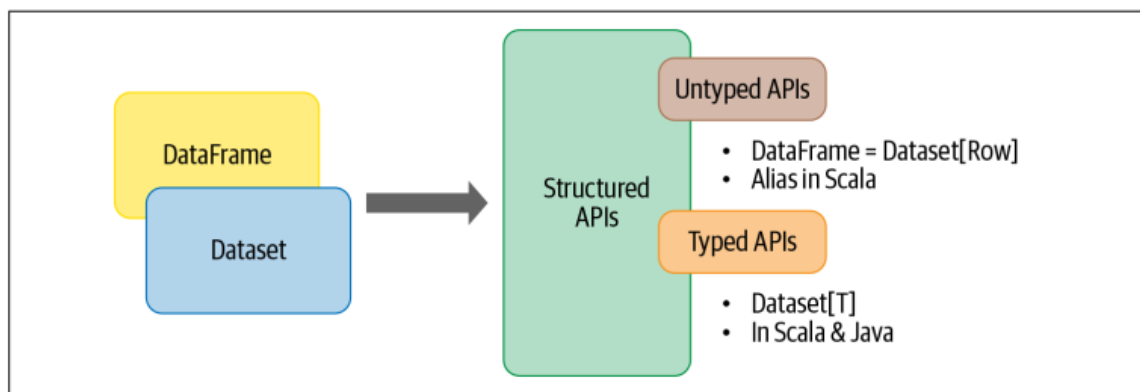 DataFrame
Dataset
Structured
APIs
Untyped APIs
• DataFrame = Dataset[Row]
• Alias in Scala
Typed APIs
• Dataset[T]
• In Scala & Java